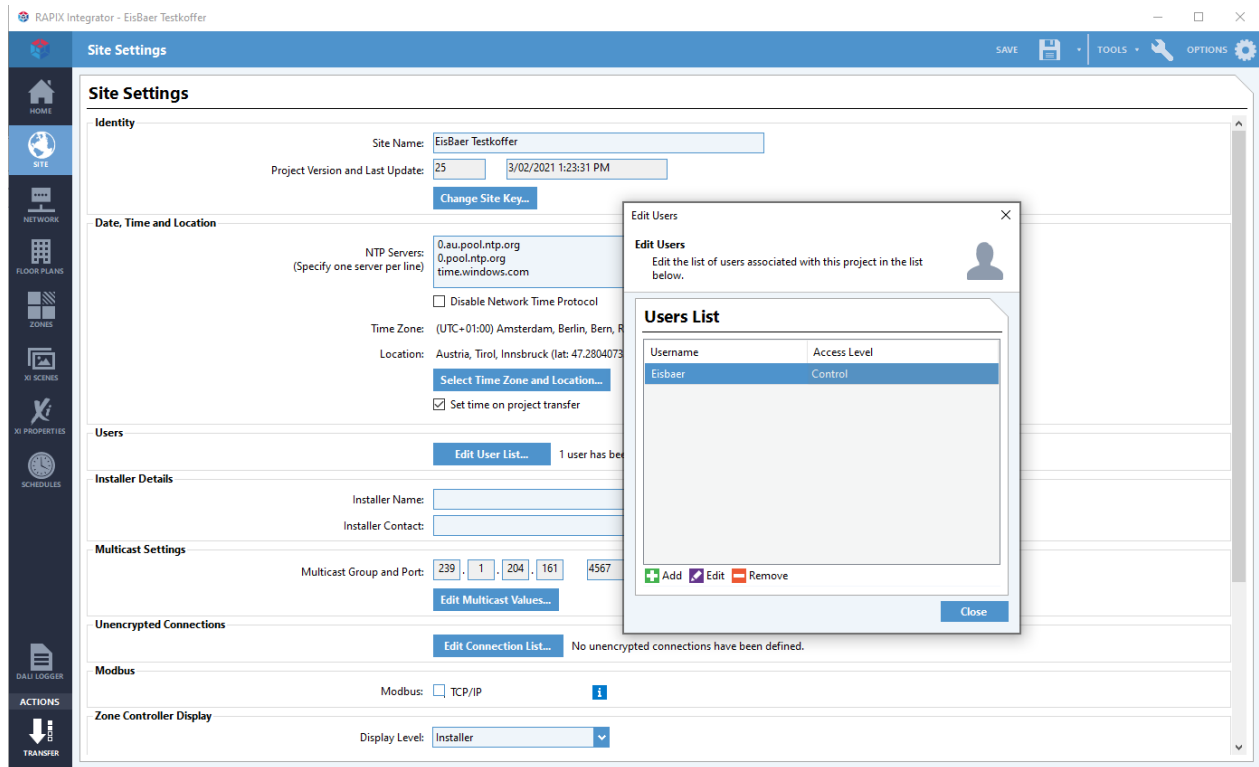 RAPIX Integrator - EisBaer Testkoffer
Site Settings
SAVE
TOOLS
OPTIONS
HOME
SITE
NETWORK
FLOOR PLANS
ZONES
XI SCENES
XI PROPERTIES
SCHEDULES
DALI LOGGER
ACTIONS
TRANSFER
Site Settings
Identity
Site Name: EisBaer Testkoffer
Project Version and Last Update: 25 3/02/2021 1:23:31 PM
Change Site Key...
Date, Time and Location
NTP Servers:
(Specify one server per line)
0.au.pool.ntp.org
0.pool.ntp.org
time.windows.com
Disable Network Time Protocol
Time Zone: (UTC+01:00) Amsterdam, Berlin, Bern,
Location: Austria, Tirol, Innsbruck (lat: 47.2804073
Select Time Zone and Location...
Set time on project transfer
Users
Edit User List... 1 user has bee
Installer Details
Installer Name:
Installer Contact:
Multicast Settings
Multicast Group and Port: 239 . 1 . 204 . 161 4567
Edit Multicast Values...
Unencrypted Connections
Edit Connection List... No unencrypted connections have been defined.
Modbus
Modbus: TCP/IP i
Zone Controller Display
Display Level: Installer
Edit Users
Edit Users
Edit the list of users associated with this project in the list
below.
Users List
Username Access Level
Eisbaer Control
Add Edit Remove
Close